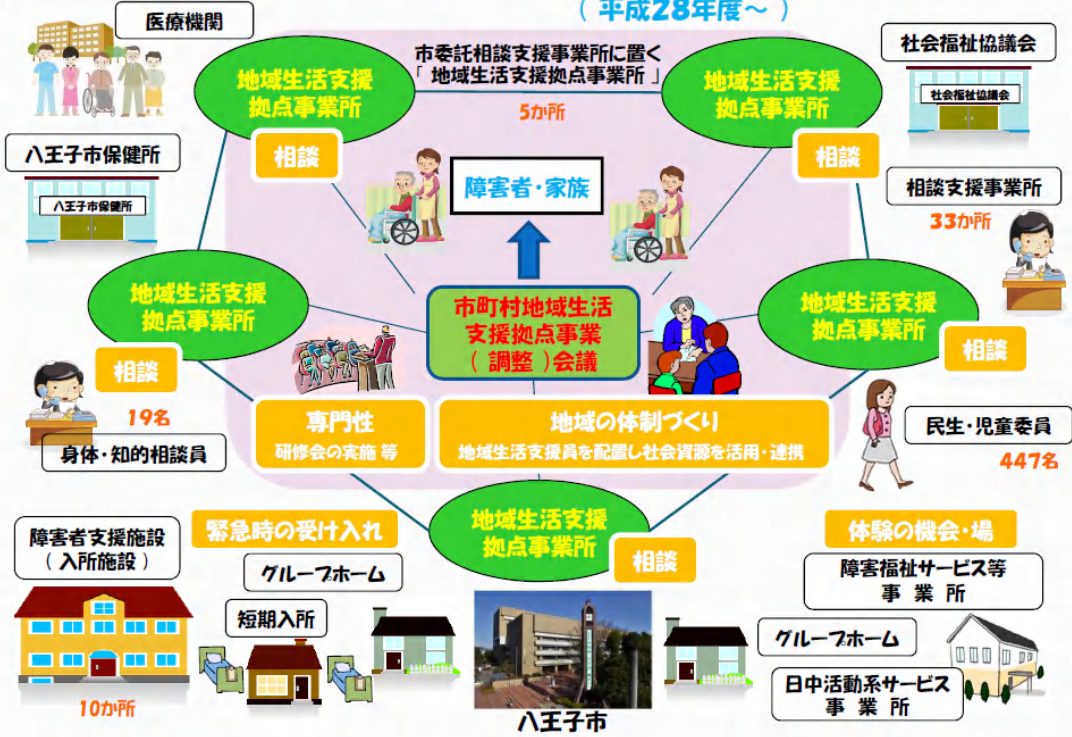 （ 平成28年度～ ）
医療機関
市委託相談支援事業所に置く
「 地域生活支援拠点事業所 」
5か所
社会福祉協議会
社会福祉協議会
地域生活支援
拠点事業所
相談
地域生活支援
拠点事業所
相談
八王子市保健所
八王子市保健所
障害者・家族
相談支援事業所
33か所
地域生活支援
拠点事業所
相談
市町村地域生活
支援拠点事業
（ 調整 ）会議
地域生活支援
拠点事業所
相談
19名
身体・知的相談員
専門性
研修会の実施 等
地域の体制づくり
地域生活支援員を配置し社会資源を活用・連携
民生・児童委員
447名
地域生活支援
拠点事業所
相談
障害者支援施設
（ 入所施設 ）
10か所
緊急時の受け入れ
グループホーム
短期入所
八王子市
体験の機会・場
障害福祉サービス等
事 業 所
グループホーム
日中活動系サービス
事 業 所